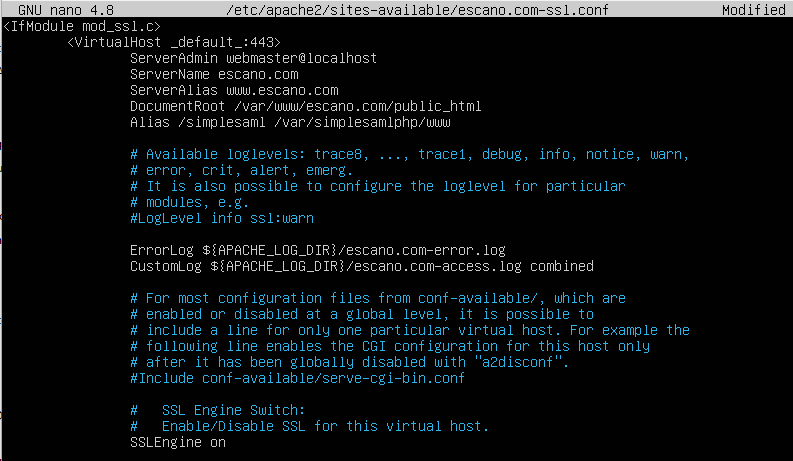 GNU nano 4.8 /etc/apache2/sites-available/escano.com-ssl.conf Modified
<IfModule mod_ssl.c>
<VirtualHost _default_:443>
ServerAdmin webmaster@localhost
ServerName escano.com
ServerAlias www.escano.com
DocumentRoot /var/www/escano.com/public_html
Alias /simplesaml /var/simplesamlphp/www
# Available loglevels: trace8, ..., trace1, debug, info, notice, warn,
# error, crit, alert, emerg.
# It is also possible to configure the loglevel for particular
# modules, e.g.
#LogLevel info ssl:warn
ErrorLog ${APACHE_LOG_DIR}/escano.com-error.log
CustomLog ${APACHE_LOG_DIR}/escano.com-access.log combined
# For most configuration files from conf-available/, which are
# enabled or disabled at a global level, it is possible to
# include a line for only one particular virtual host. For example the
# following line enables the CGI configuration for this host only
# after it has been globally disabled with "a2disconf".
#Include conf-available/serve-cgi-bin.conf
#   SSL Engine Switch:
#   Enable/Disable SSL for this virtual host.
SSLEngine on